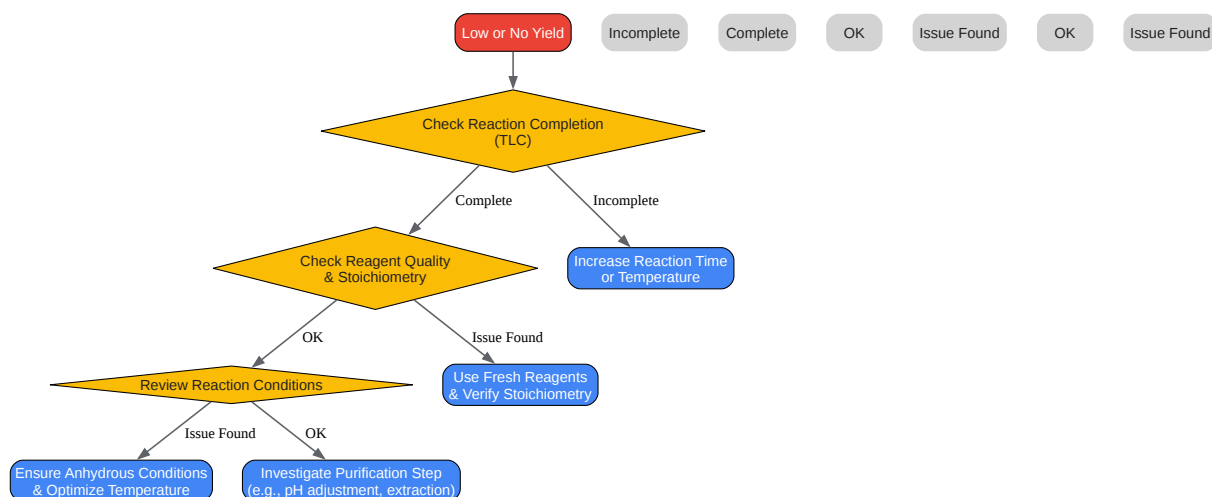 Low or No Yield
Incomplete
Complete
OK
Issue Found
OK
Issue Found
Check Reaction Completion
(TLC)
Complete
Incomplete
Check Reagent Quality
& Stoichiometry
Increase Reaction Time
or Temperature
OK
Issue Found
Review Reaction Conditions
Use Fresh Reagents
& Verify Stoichiometry
Issue Found
OK
Ensure Anhydrous Conditions
& Optimize Temperature
Investigate Purification Step
(e.g., pH adjustment, extraction)